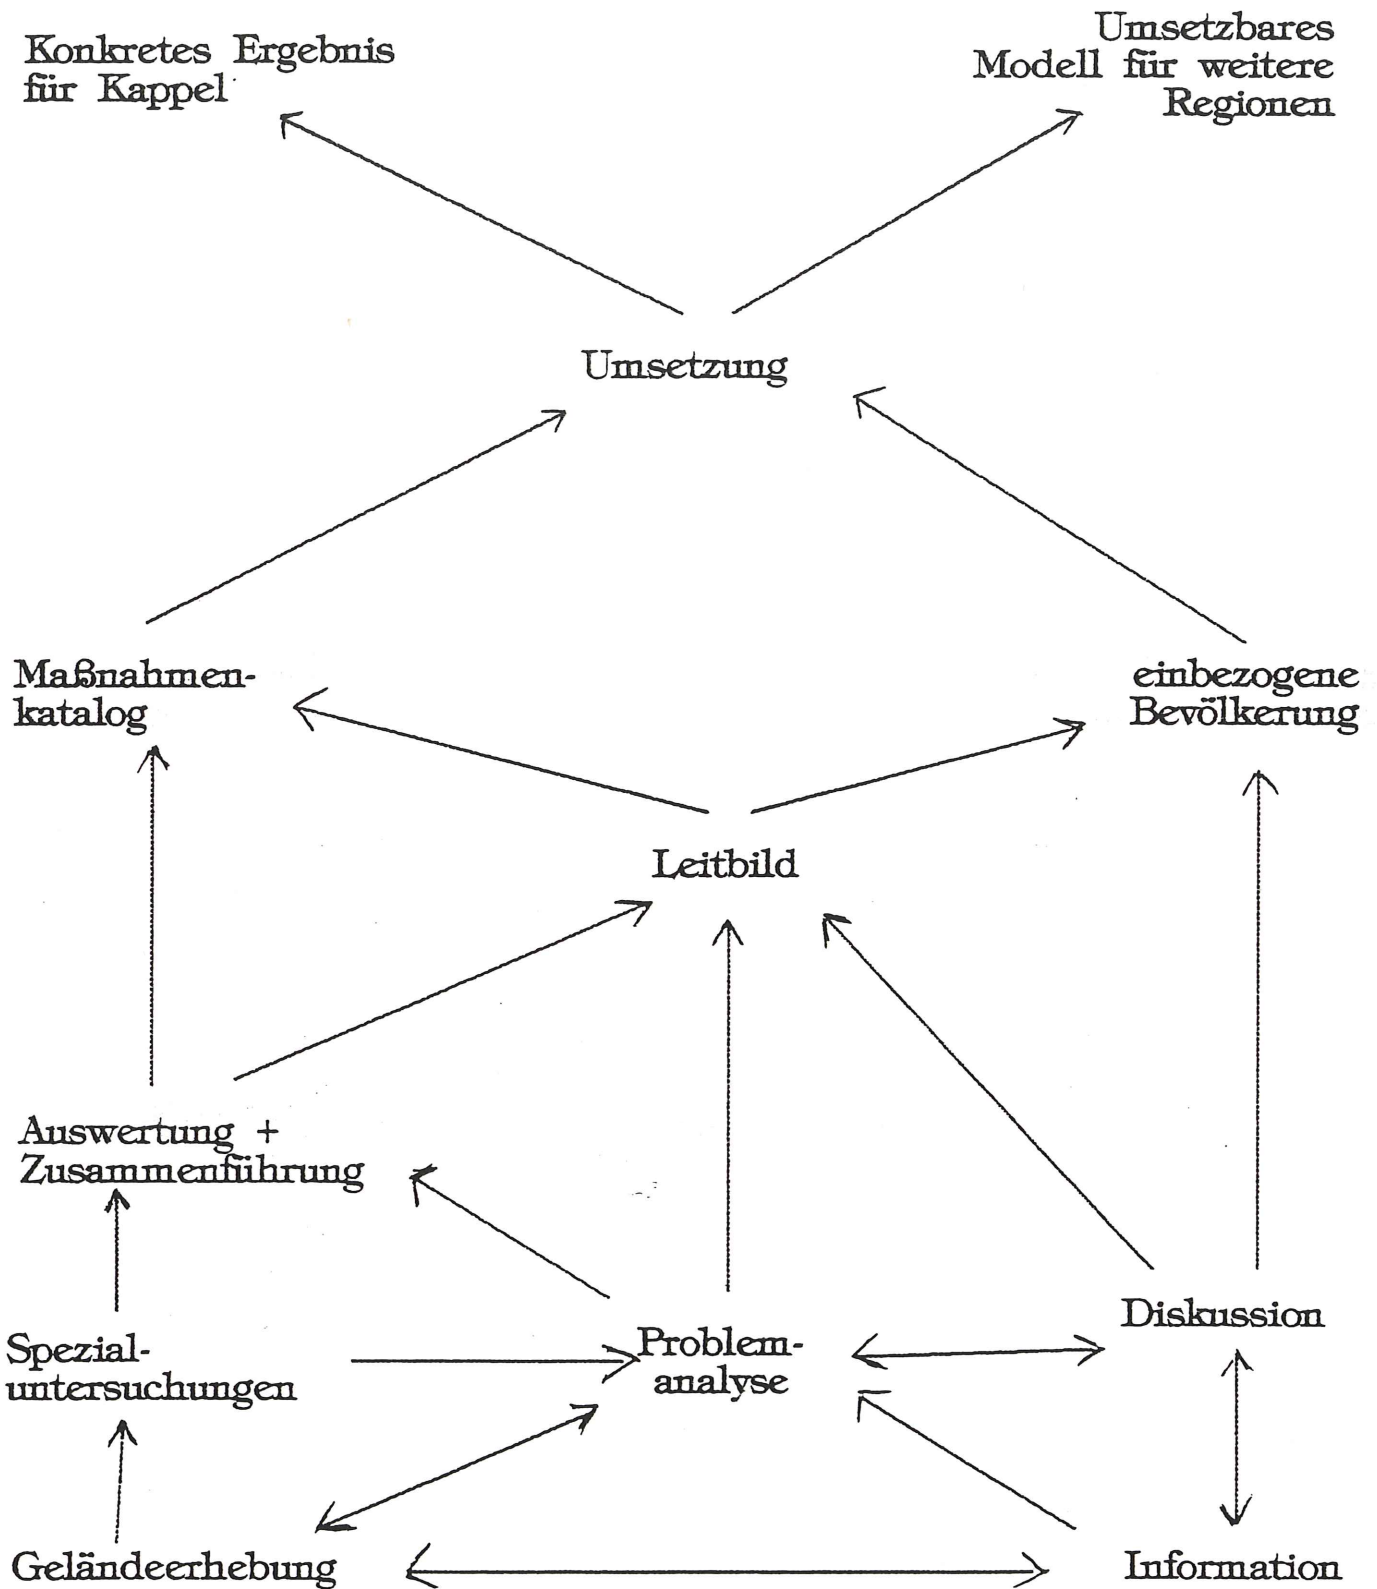 Konkretes Ergebnis
für Kappel
Umsetzbares
Modell für weitere
Regionen
Umsetzung
Maßnahmen-
katalog
einbezogene
Bevölkerung
Leitbild
Auswertung +
Zusammenführung
Diskussion
Spezial-
untersuchungen
Problem-
analyse
Geländeerhebung
Information